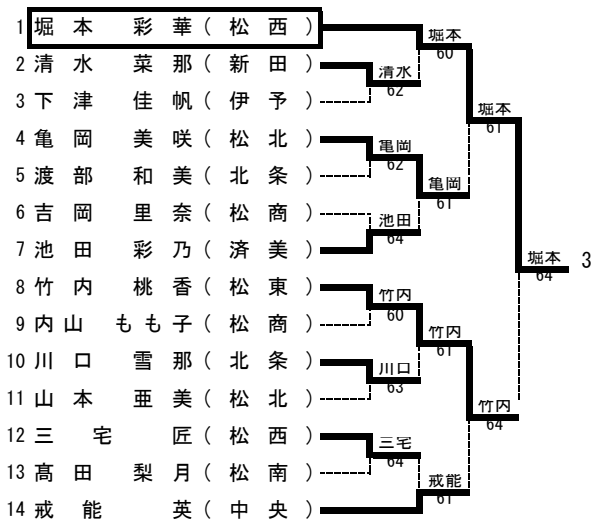 1 堀本 彩華(松西)
2 清水 菜那(新田)
3 下津 佳帆(伊予)
4 亀岡 美咲(松北)
5 渡部 和美(北条)
6 吉岡 里奈(松商)
7 池田 彩乃(済美)
8 竹内 桃香(松東)
9 内山 もも子(松商)
10 川口 雪那(北条)
11 山本 亜美(松北)
12 三宅 匠(松西)
13 髙田 梨月(松南)
14 戒能 英(中央)
清水
62
亀岡
62
池田
64
竹内
60
川口
63
三宅
64
堀本
60
亀岡
61
竹内
61
戒能
61
堀本
61
竹内
64
堀本
64
3